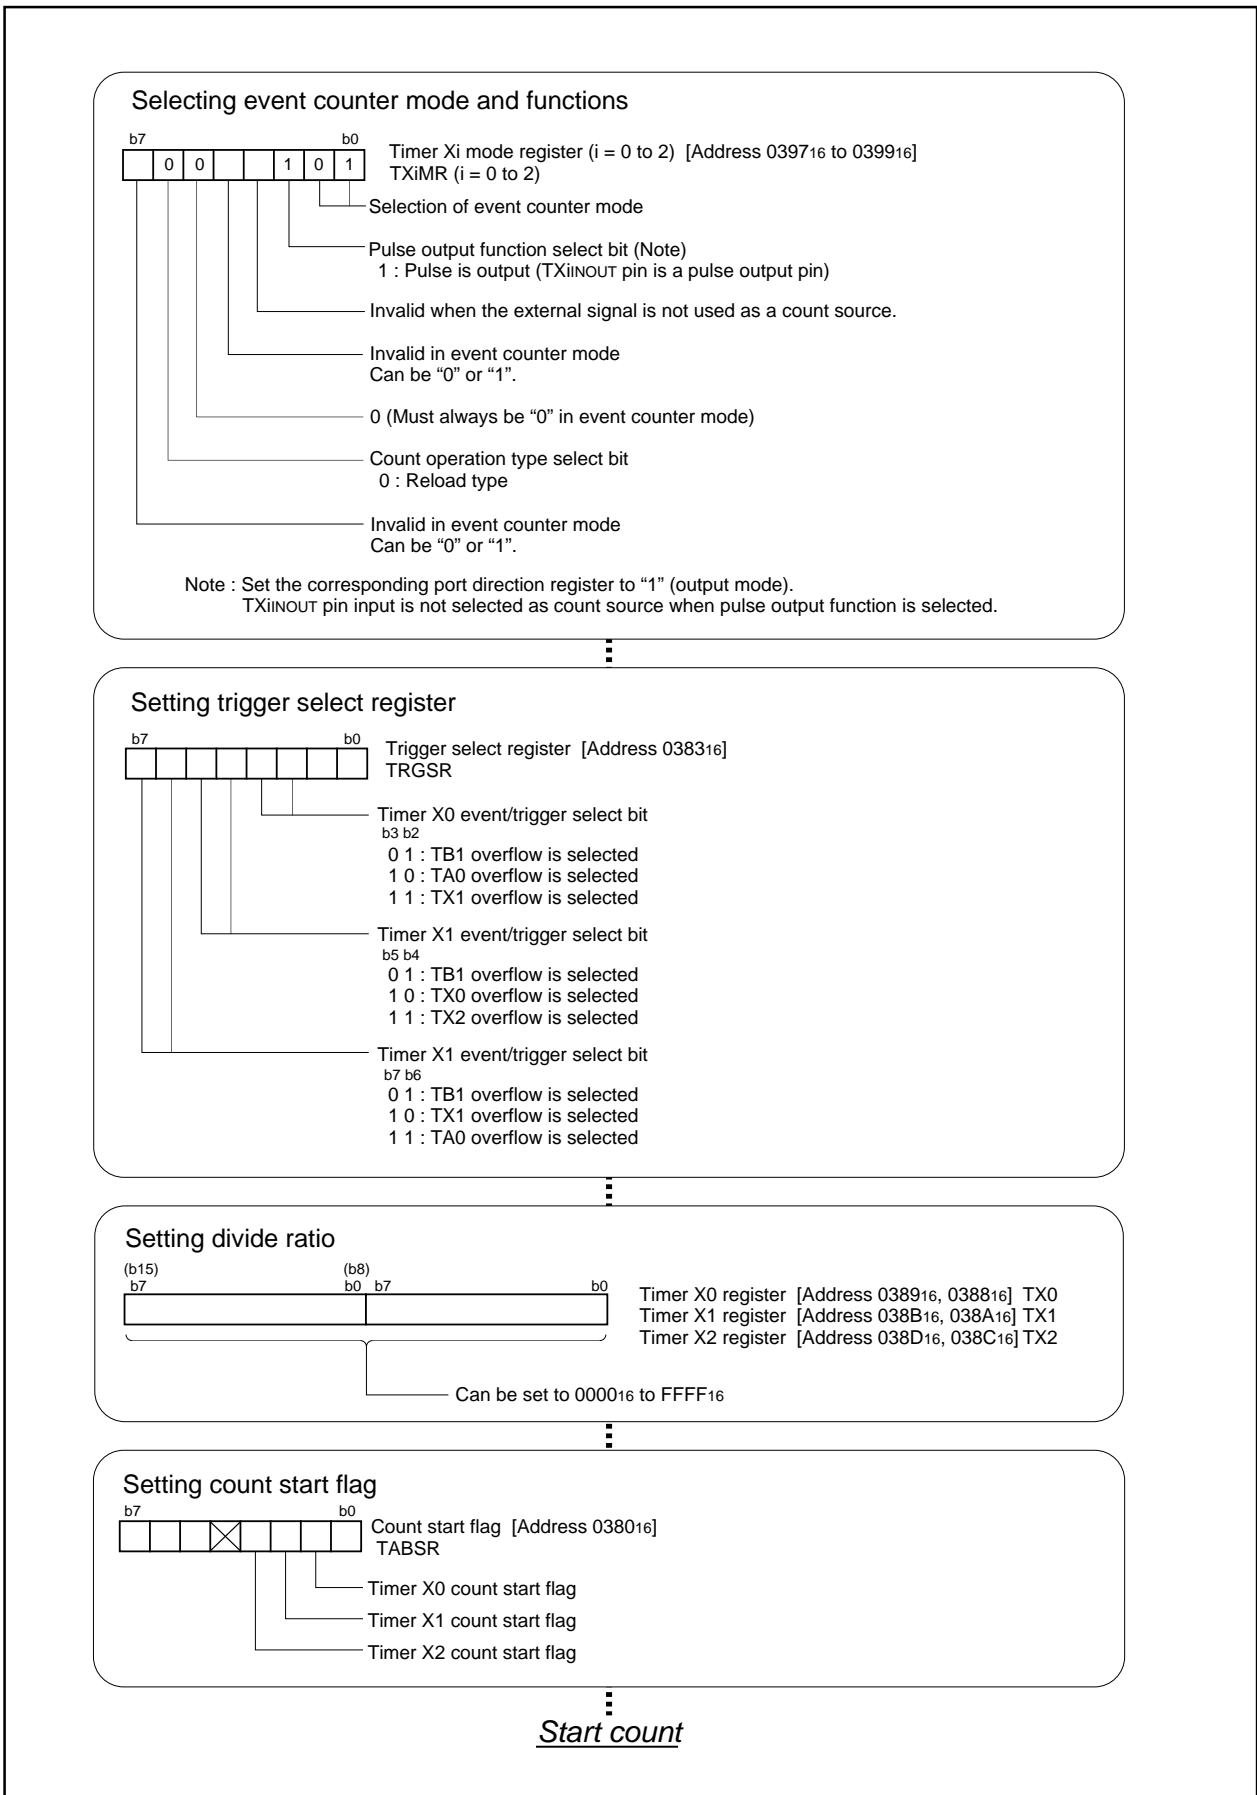 Selecting event counter mode and functions
b7 b0
0 0 1 0 1
Timer Xi mode register (i = 0 to 2) [Address 039716 to 039916]
TXiMR (i = 0 to 2)
Selection of event counter mode
Pulse output function select bit (Note)
1 : Pulse is output (TXiINOUT pin is a pulse output pin)
Invalid when the external signal is not used as a count source.
Invalid in event counter mode
Can be “0” or “1”.
0 (Must always be “0” in event counter mode)
Count operation type select bit
0 : Reload type
Invalid in event counter mode
Can be “0” or “1”.
Note : Set the corresponding port direction register to “1” (output mode).
TXiINOUT pin input is not selected as count source when pulse output function is selected.
Setting trigger select register
b7 b0
Trigger select register [Address 038316]
TRGSR
Timer X0 event/trigger select bit
b3 b2
0 1 : TB1 overflow is selected
1 0 : TA0 overflow is selected
1 1 : TX1 overflow is selected
Timer X1 event/trigger select bit
b5 b4
0 1 : TB1 overflow is selected
1 0 : TX0 overflow is selected
1 1 : TX2 overflow is selected
Timer X1 event/trigger select bit
b7 b6
0 1 : TB1 overflow is selected
1 0 : TX1 overflow is selected
1 1 : TA0 overflow is selected
Setting divide ratio
(b15) (b8)
b7 b0 b7 b0
Timer X0 register [Address 038916, 038816] TX0
Timer X1 register [Address 038B16, 038A16] TX1
Timer X2 register [Address 038D16, 038C16] TX2
Can be set to 000016 to FFFF16
Setting count start flag
b7 b0
Count start flag [Address 038016]
TABSR
Timer X0 count start flag
Timer X1 count start flag
Timer X2 count start flag
Start count